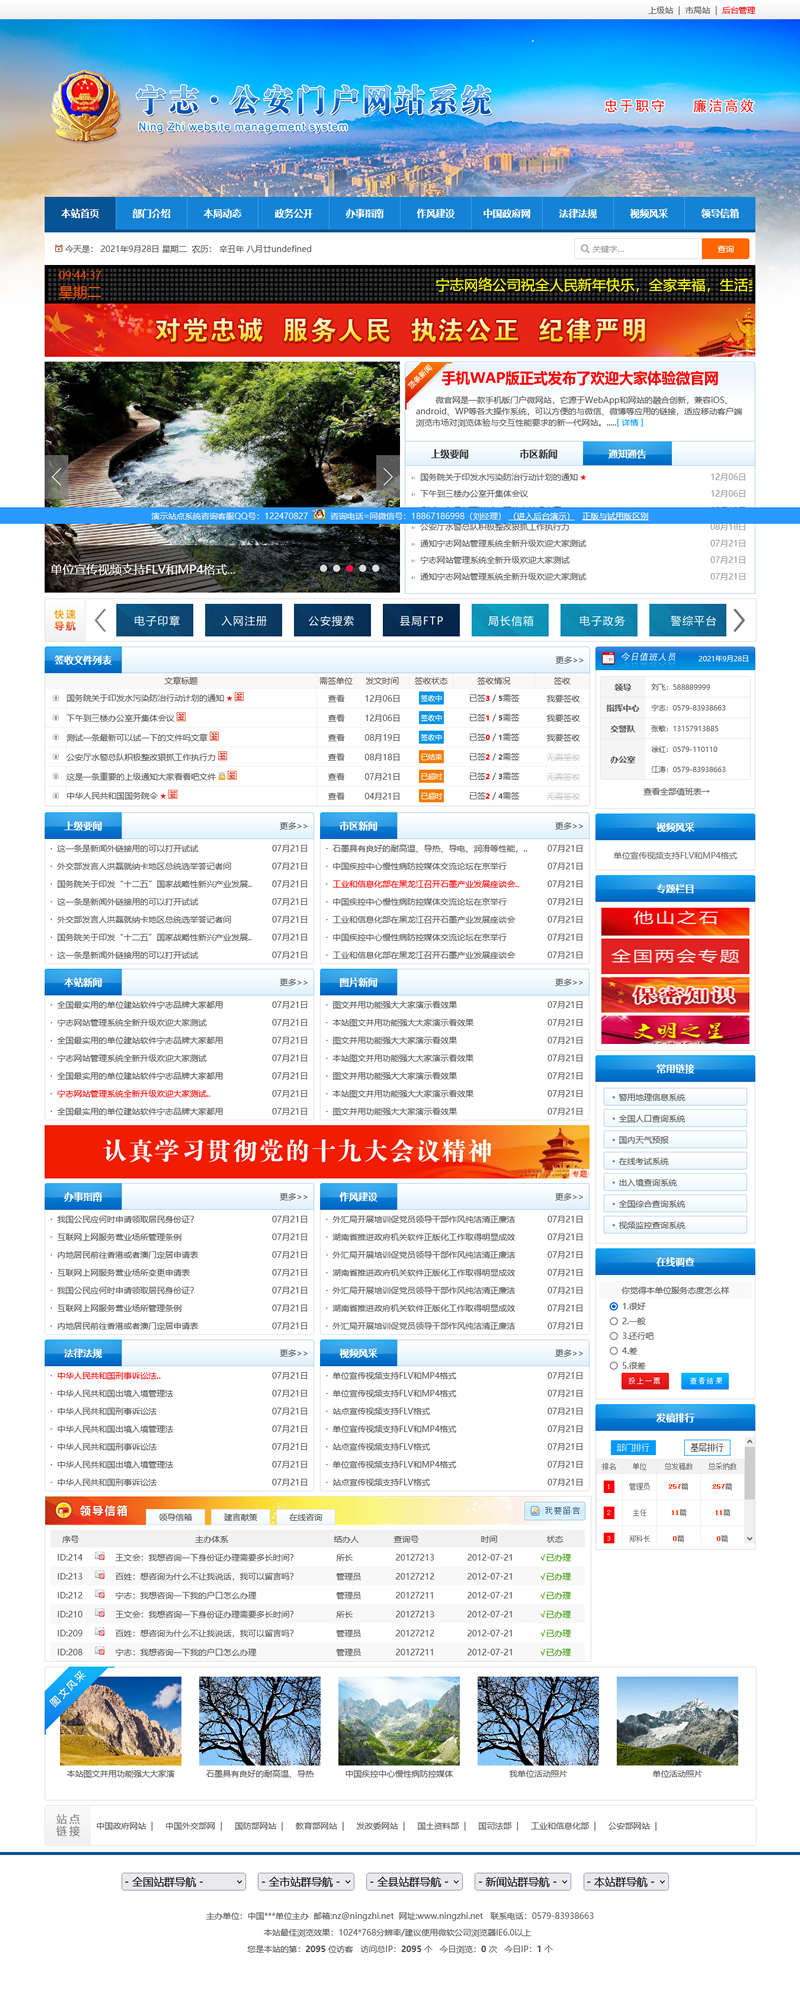 上级站 | 市局站 | 后台管理
宁志·公安门户网站系统
Ning Zhi website management system
忠于职守 廉洁高效
本站首页 部门介绍 本局动态 政务公开 办事指南 作风建设 中国政府网 法律法规 视频风采 领导信箱
今天是： 2021年9月28日 星期二 农历： 辛丑年 八月廿undefined
关键字...
查询
09:44:37
星期二
宁志网络公司祝全人民新年快乐，全家幸福，生活
对党忠诚 服务人民 执法公正 纪律严明
单位宣传视频支持FLV和MP4格式...
顶条新闻
手机WAP版正式发布了欢迎大家体验微官网
微官网是一款手机版门户微网站，它源于WebApp和网站的融合创新，兼容iOS、
android、WP等各大操作系统，可以方便的与微信、微博等应用的链接，适应移动客户端
浏览市场对浏览体验与交互性能要求的新一代网站。.....[ 详情 ]
上级要闻 市区新闻 通知通告
国务院关于印发水污染防治行动计划的通知 12月06日
下午到三楼办公室开集体会议 12月06日
演示站点系统咨询客服QQ号：122470827 咨询电话=同微信号：18867186998（刘经理） （进入后台演示） 正版与试用版区别
公安厅水警总队积极整改狠抓工作执行力 08月18日
通知宁志网站管理系统全新升级欢迎大家测试 07月21日
宁志网站管理系统全新升级欢迎大家测试 07月21日
通知宁志网站管理系统全新升级欢迎大家测试 07月21日
快速
导航
电子印章 入网注册 公安搜索 县局FTP 局长信箱 电子政务 警综平台
签收文件列表 更多>>
文章标题 需签单位 发文时间 签收状态 签收情况 签收
国务院关于印发水污染防治行动计划的通知 查看 12月06日 签收中 已签3 / 5需签 我要签收
下午到三楼办公室开集体会议 查看 12月06日 签收中 已签1 / 5需签 我要签收
测试一条最新可以试一下的文件吗文章 查看 08月19日 签收中 已签0 / 1需签 我要签收
公安厅水警总队积极整改狠抓工作执行力 查看 08月18日 已结束 已签2 / 2需签 无需签收
这是一条重要的上级通知大家看看吧文件 查看 07月21日 已超时 已签2 / 3需签 无需签收
中华人民共和国国务院令 查看 04月21日 已超时 已签2 / 4需签 无需签收
今日值班人员 2021年9月28日
领导 刘飞：588889999
指挥中心 宁志：0579-83938663
交警队 张敏：13157913885
办公室 徐红：0579-110110
江涛：0579-83938663
查看全部值班表→
视频风采
单位宣传视频支持FLV和MP4格式
专题栏目
他山之石
全国两会专题
保密知识
文明之星
常用链接
警用地理信息系统
全国人口查询系统
国内天气预报
在线考试系统
出入境查询系统
全国综合查询系统
视频监控查询系统
在线调查
你觉得本单位服务态度怎么样
1.很好
2.一般
3.还行吧
4.差
5.很差
投上一票 查看结果
发稿排行
部门排行 基层排行
排名 单位 总发稿数 总采纳数
1 管理员 257篇 257篇
2 主任 11篇 11篇
3 郑科长 0篇 0篇
上级要闻 更多>>
这一条是新闻外链接用的可以打开试试 07月21日
外交部发言人洪磊就纳卡地区总统选举答记者问 07月21日
国务院关于印发“十二五”国家战略性新兴产业发展.. 07月21日
这一条是新闻外链接用的可以打开试试 07月21日
外交部发言人洪磊就纳卡地区总统选举答记者问 07月21日
国务院关于印发“十二五”国家战略性新兴产业发展.. 07月21日
这一条是新闻外链接用的可以打开试试 07月21日
市区新闻 更多>>
石墨具有良好的耐高温、导热、导电、润滑等性能，.. 07月21日
中国疾控中心慢性病防控媒体交流论坛在京举行 07月21日
工业和信息化部在黑龙江召开石墨产业发展座谈会.. 07月21日
中国疾控中心慢性病防控媒体交流论坛在京举行 07月21日
工业和信息化部在黑龙江召开石墨产业发展座谈会 07月21日
中国疾控中心慢性病防控媒体交流论坛在京举行 07月21日
工业和信息化部在黑龙江召开石墨产业发展座谈会 07月21日
本站新闻 更多>>
全国最实用的单位建站软件宁志品牌大家都用 07月21日
宁志网站管理系统全新升级欢迎大家测试 07月21日
全国最实用的单位建站软件宁志品牌大家都用 07月21日
宁志网站管理系统全新升级欢迎大家测试 07月21日
全国最实用的单位建站软件宁志品牌大家都用 07月21日
宁志网站管理系统全新升级欢迎大家测试.. 07月21日
全国最实用的单位建站软件宁志品牌大家都用 07月21日
图片新闻 更多>>
图文并用功能强大大家演示看效果 07月21日
本站图文并用功能强大大家演示看效果 07月21日
图文并用功能强大大家演示看效果 07月21日
本站图文并用功能强大大家演示看效果 07月21日
图文并用功能强大大家演示看效果 07月21日
本站图文并用功能强大大家演示看效果 07月21日
图文并用功能强大大家演示看效果 07月21日
认真学习贯彻党的十九大会议精神
专题
办事指南 更多>>
我国公民应何时申请领取居民身份证？ 07月21日
互联网上网服务营业场所管理条例 07月21日
内地居民前往香港或者澳门定居申请表 07月21日
互联网上网服务营业场所变更申请表 07月21日
我国公民应何时申请领取居民身份证？ 07月21日
互联网上网服务营业场所管理条例 07月21日
内地居民前往香港或者澳门定居申请表 07月21日
作风建设 更多>>
外汇局开展培训促党员领导干部作风纯洁清正廉洁 07月21日
湖南省推进政府机关软件正版化工作取得明显成效 07月21日
外汇局开展培训促党员领导干部作风纯洁清正廉洁 07月21日
湖南省推进政府机关软件正版化工作取得明显成效 07月21日
外汇局开展培训促党员领导干部作风纯洁清正廉洁 07月21日
湖南省推进政府机关软件正版化工作取得明显成效 07月21日
外汇局开展培训促党员领导干部作风纯洁清正廉洁 07月21日
法律法规 更多>>
中华人民共和国刑事诉讼法.. 07月21日
中华人民共和国出境入境管理法 07月21日
中华人民共和国刑事诉讼法 07月21日
中华人民共和国出境入境管理法 07月21日
中华人民共和国刑事诉讼法 07月21日
中华人民共和国出境入境管理法 07月21日
中华人民共和国刑事诉讼法 07月21日
视频风采 更多>>
单位宣传视频支持FLV和MP4格式 07月21日
单位宣传视频支持FLV和MP4格式 07月21日
站点宣传视频支持FLV格式 07月21日
单位宣传视频支持FLV和MP4格式 07月21日
站点宣传视频支持FLV格式 07月21日
单位宣传视频支持FLV和MP4格式 07月21日
站点宣传视频支持FLV格式 07月21日
领导信箱 领导信箱 建言献策 在线咨询 我要留言
序号 主办体系 结办人 查询号 时间 状态
ID:214 王文会：我想咨询一下身份证办理需要多长时间？ 所长 20127213 2012-07-21 √已办理
ID:213 百姓：想咨询为什么不让我说话，我可以留言吗？ 管理员 20127212 2012-07-21 √已办理
ID:212 宁志：我想咨询一下我的户口怎么办理 管理员 20127211 2012-07-21 √已办理
ID:210 王文会：我想咨询一下身份证办理需要多长时间？ 所长 20127213 2012-07-21 √已办理
ID:209 百姓：想咨询为什么不让我说话，我可以留言吗？ 管理员 20127212 2012-07-21 √已办理
ID:208 宁志：我想咨询一下我的户口怎么办理 管理员 20127211 2012-07-21 √已办理
图文风采
本站图文并用功能强大大家演 石墨具有良好的耐高温、导热 中国疾控中心慢性病防控媒体 我单位活动照片 单位活动照片
站点
链接
中国政府网站 | 中国外交部网 | 国防部网站 | 教育部网站 | 发改委网站 | 国土资料部 | 国司法部 | 工业和信息化部 | 公安部网站 |
- 全国站群导航 - - 全市站群导航 - - 全县站群导航 - - 新闻站群导航 - - 本站群导航 -
主办单位：中国***单位主办 邮箱:nz@ningzhi.net 网址:www.ningzhi.net 联系电话：0579-83938663
本站最佳浏览效果：1024*768分辨率/建议使用微软公司浏览器IE6.0以上
您是本站的第：2095 位访客 访问总IP：2095 个 今日浏览：0 次 今日IP：1 个